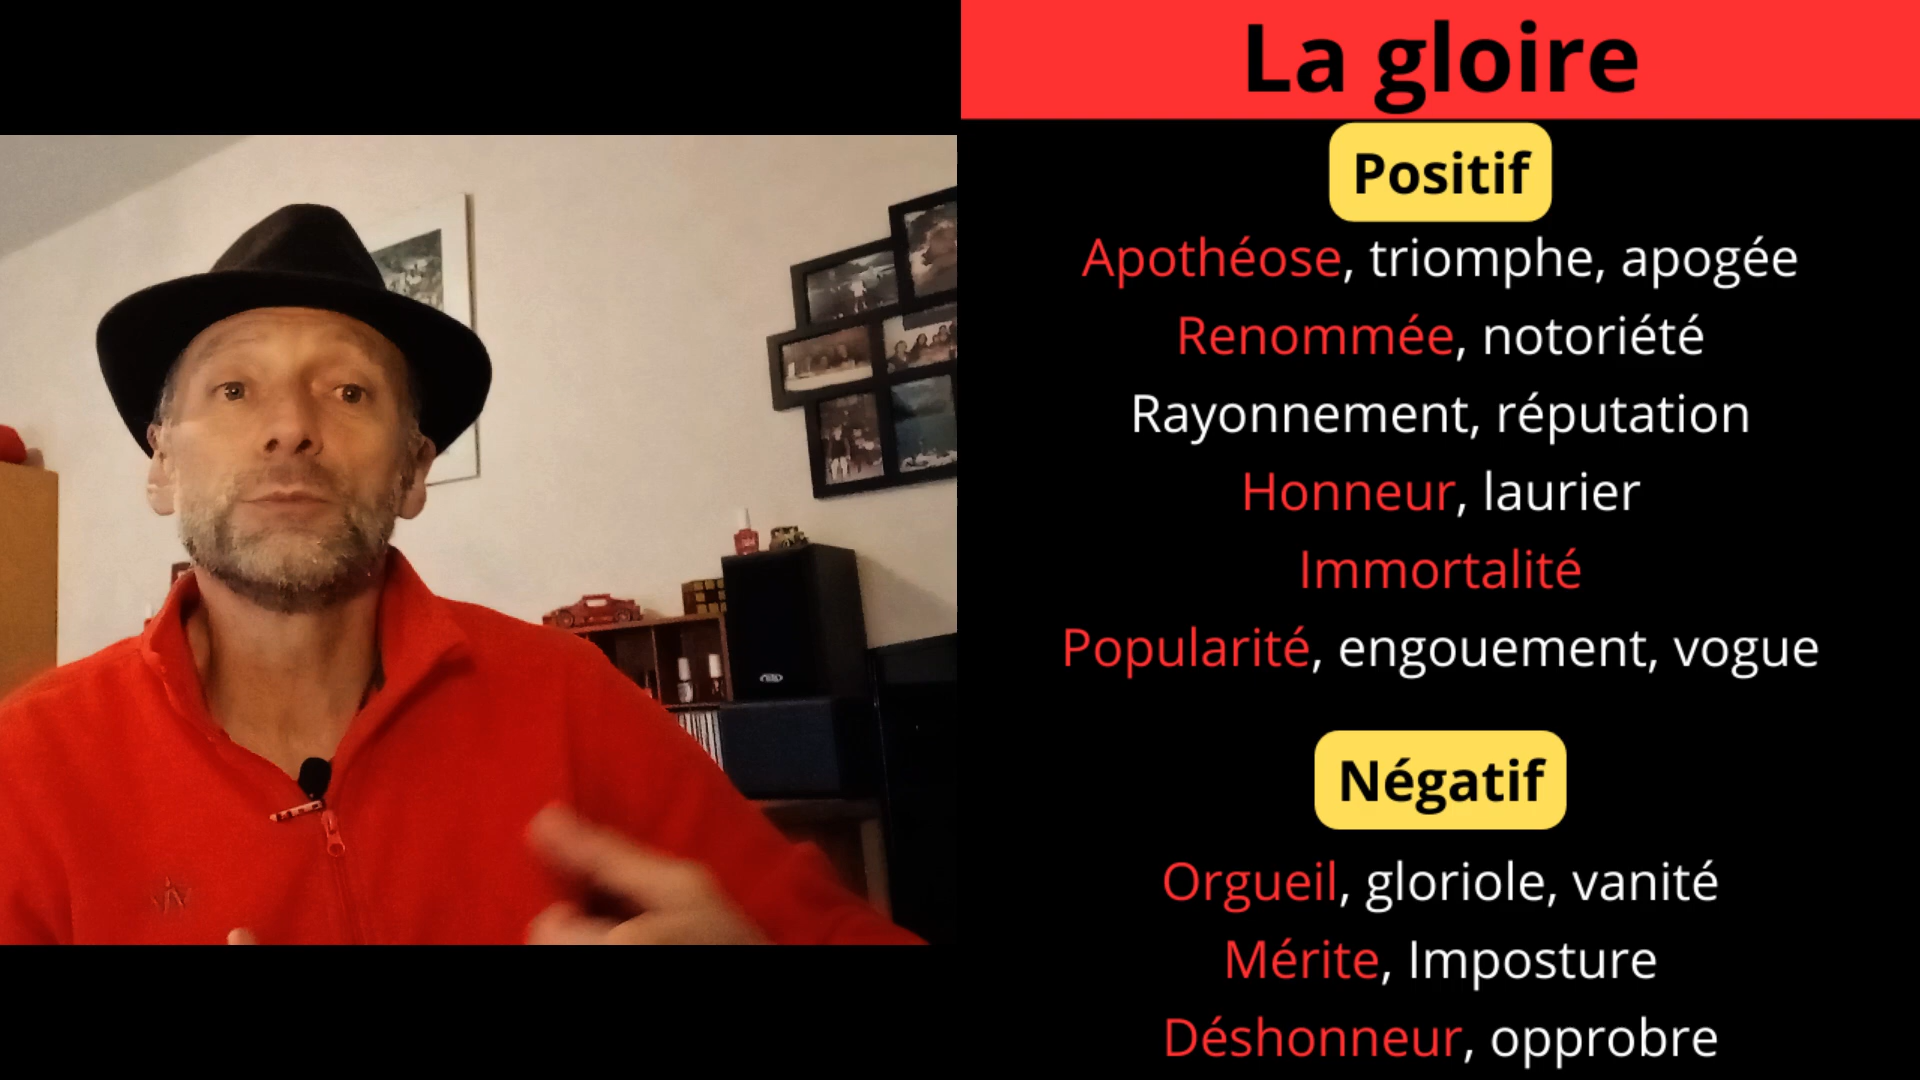 La gloire
Positif
Apothéose, triomphe, apogée
Renommée, notoriété
Rayonnement, réputation
Honneur, laurier
Immortalité
Popularité, engouement, vogue
Négatif
Orgueil, gloriole, vanité
Mérite, Imposture
Déshonneur, opprobre